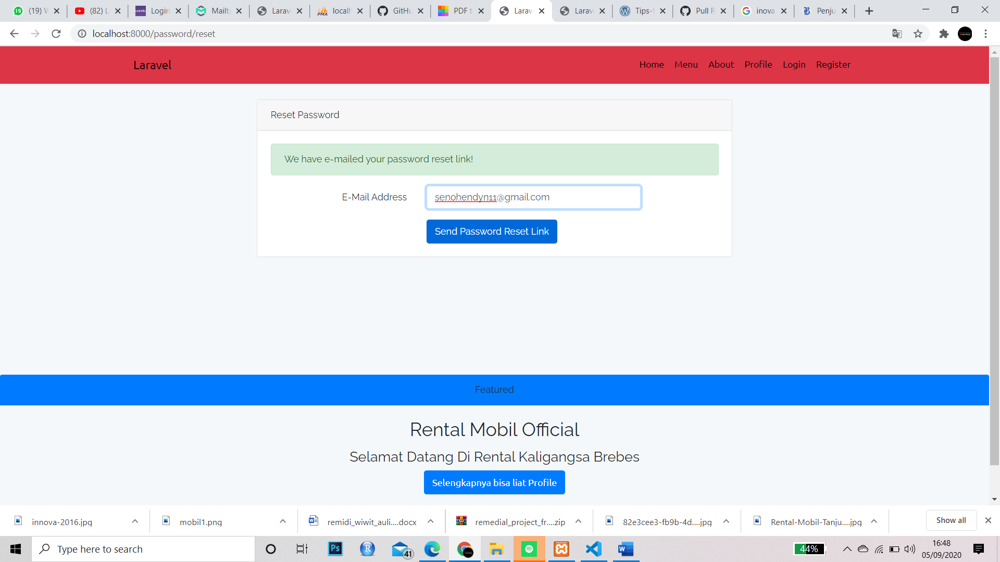 (19) W
(82) L
Login
Mailt
Larav
localh
GitHu
PDF t
Larav
Larav
Tips-
Pull R
inova
Penju
localhost:8000/password/reset
Laravel
Home Menu About Profile Login Register
Reset Password
We have e-mailed your password reset link!
E-Mail Address
senohendyn11@gmail.com
Send Password Reset Link
Featured
Rental Mobil Official
Selamat Datang Di Rental Kaligangsa Brebes
Selengkapnya bisa liat Profile
innova-2016.jpg
mobil1.png
remidi_wiwit_auli....docx
remedial_project_fr....zip
82e3cee3-fb9b-4d....jpg
Rental-Mobil-Tanju....jpg
Show all
Type here to search
41
44%
16:48
05/09/2020